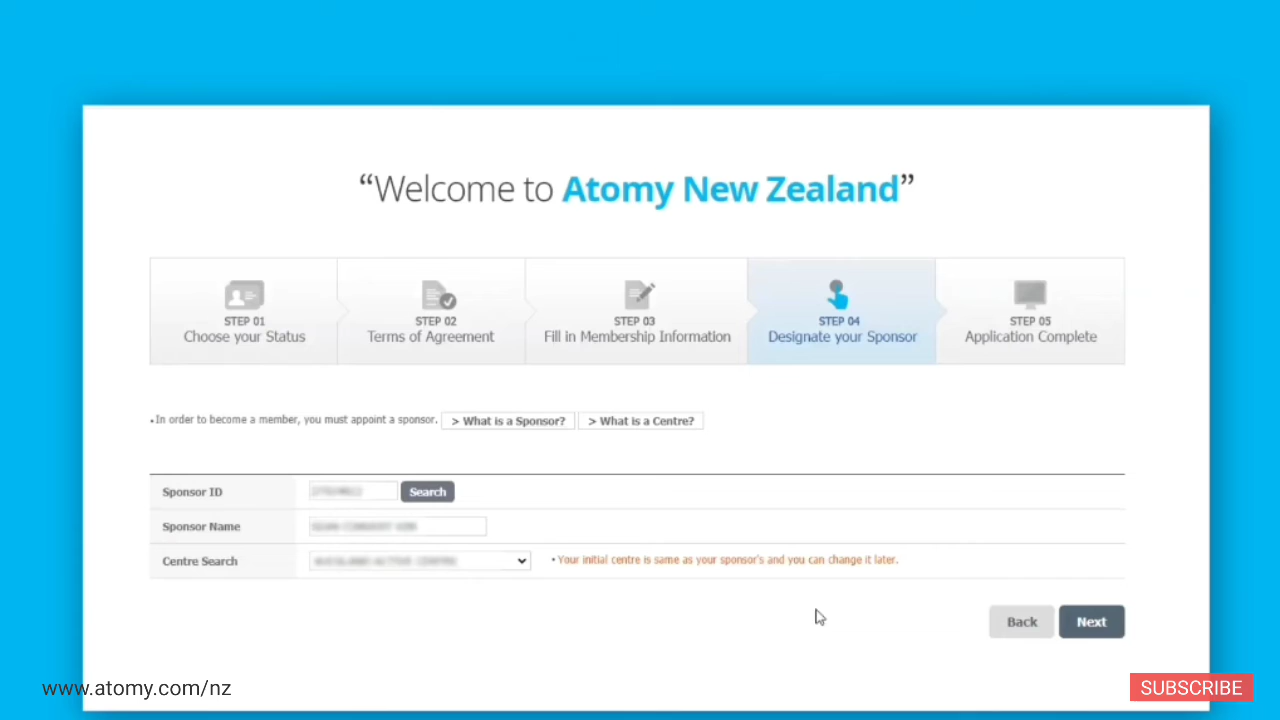 “Welcome to Atomy New Zealand”
STEP 01
Choose your Status
STEP 02
Terms of Agreement
STEP 03
Fill in Membership Information
STEP 04
Designate your Sponsor
STEP 05
Application Complete
• In order to become a member, you must appoint a sponsor. > What is a Sponsor? > What is a Centre?
Sponsor ID Search
Sponsor Name
Centre Search • Your initial centre is same as your sponsor's and you can change it later.
Back Next
www.atomy.com/nz
SUBSCRIBE